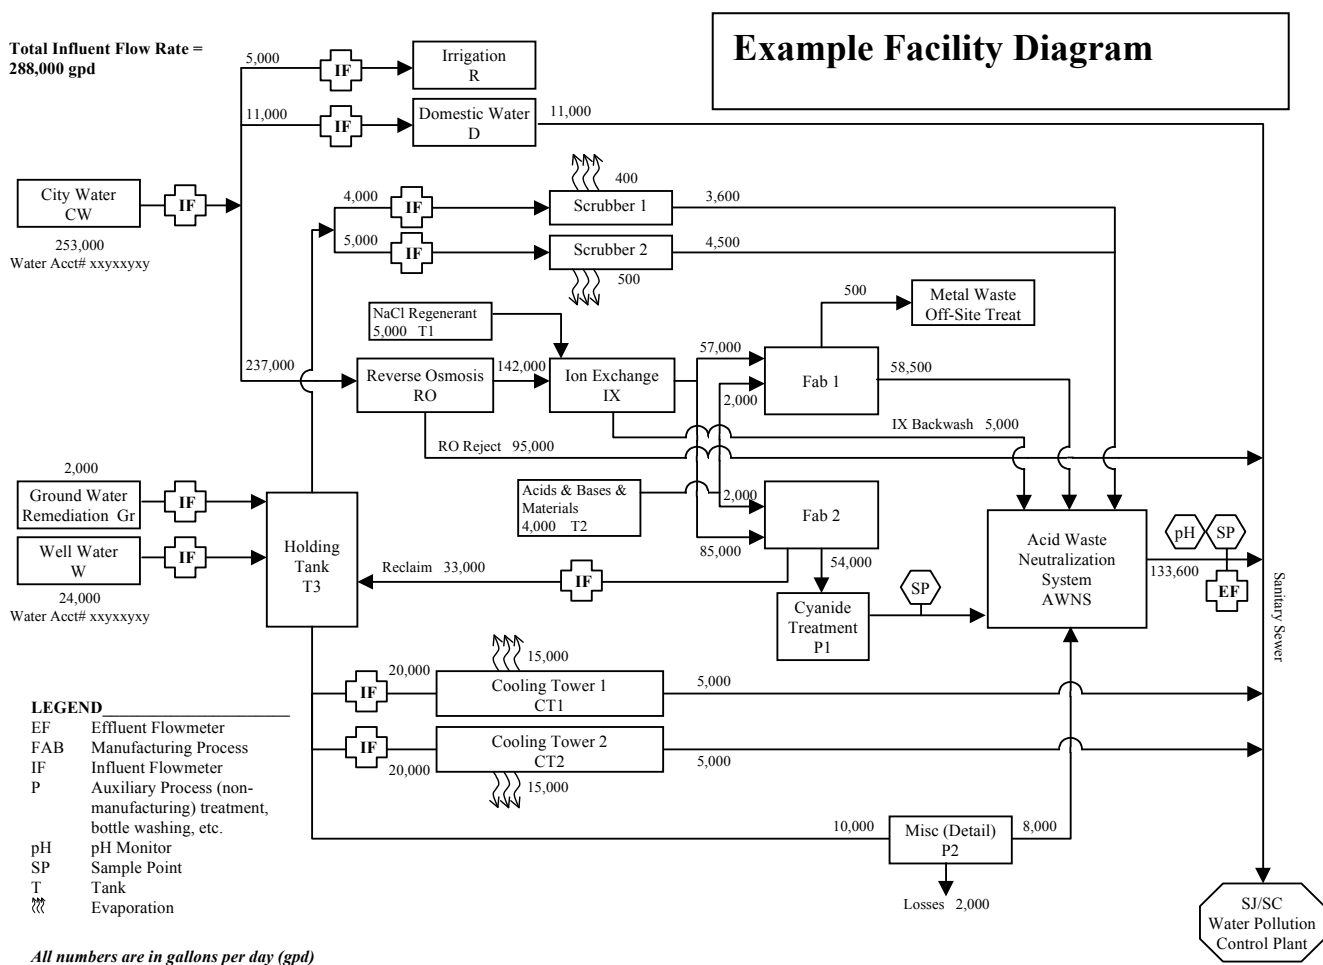 Example Facility Diagram
Total Influent Flow Rate =
288,000 gpd
5,000
IF
Irrigation
R
11,000
IF
Domestic Water
D
11,000
City Water
CW
IF
253,000
Water Acct# xxyxxyxy
4,000
IF
400
Scrubber 1
3,600
5,000
IF
Scrubber 2
500
4,500
NaCl Regenerant
5,000 T1
237,000
Reverse Osmosis
RO
142,000
Ion Exchange
IX
57,000
2,000
500
Metal Waste
Off-Site Treat
Fab 1
58,500
IX Backwash 5,000
RO Reject 95,000
2,000
Ground Water
Remediation Gr
IF
Well Water
W
IF
24,000
Water Acct# xxyxxyxy
Holding
Tank
T3
Acids & Bases &
Materials
4,000 T2
2,000
85,000
Fab 2
Reclaim 33,000
IF
54,000
Cyanide
Treatment
P1
SP
Acid Waste
Neutralization
System
AWNS
pH
SP
133,600
EF
Sanitary Sewer
20,000
IF
15,000
Cooling Tower 1
CT1
5,000
IF
20,000
Cooling Tower 2
CT2
15,000
5,000
10,000
Misc (Detail)
P2
8,000
Losses 2,000
SJ/SC
Water Pollution
Control Plant
LEGEND
EF Effluent Flowmeter
FAB Manufacturing Process
IF Influent Flowmeter
P Auxiliary Process (non-
manufacturing) treatment,
bottle washing, etc.
pH pH Monitor
SP Sample Point
T Tank
Evaporation
All numbers are in gallons per day (gpd)